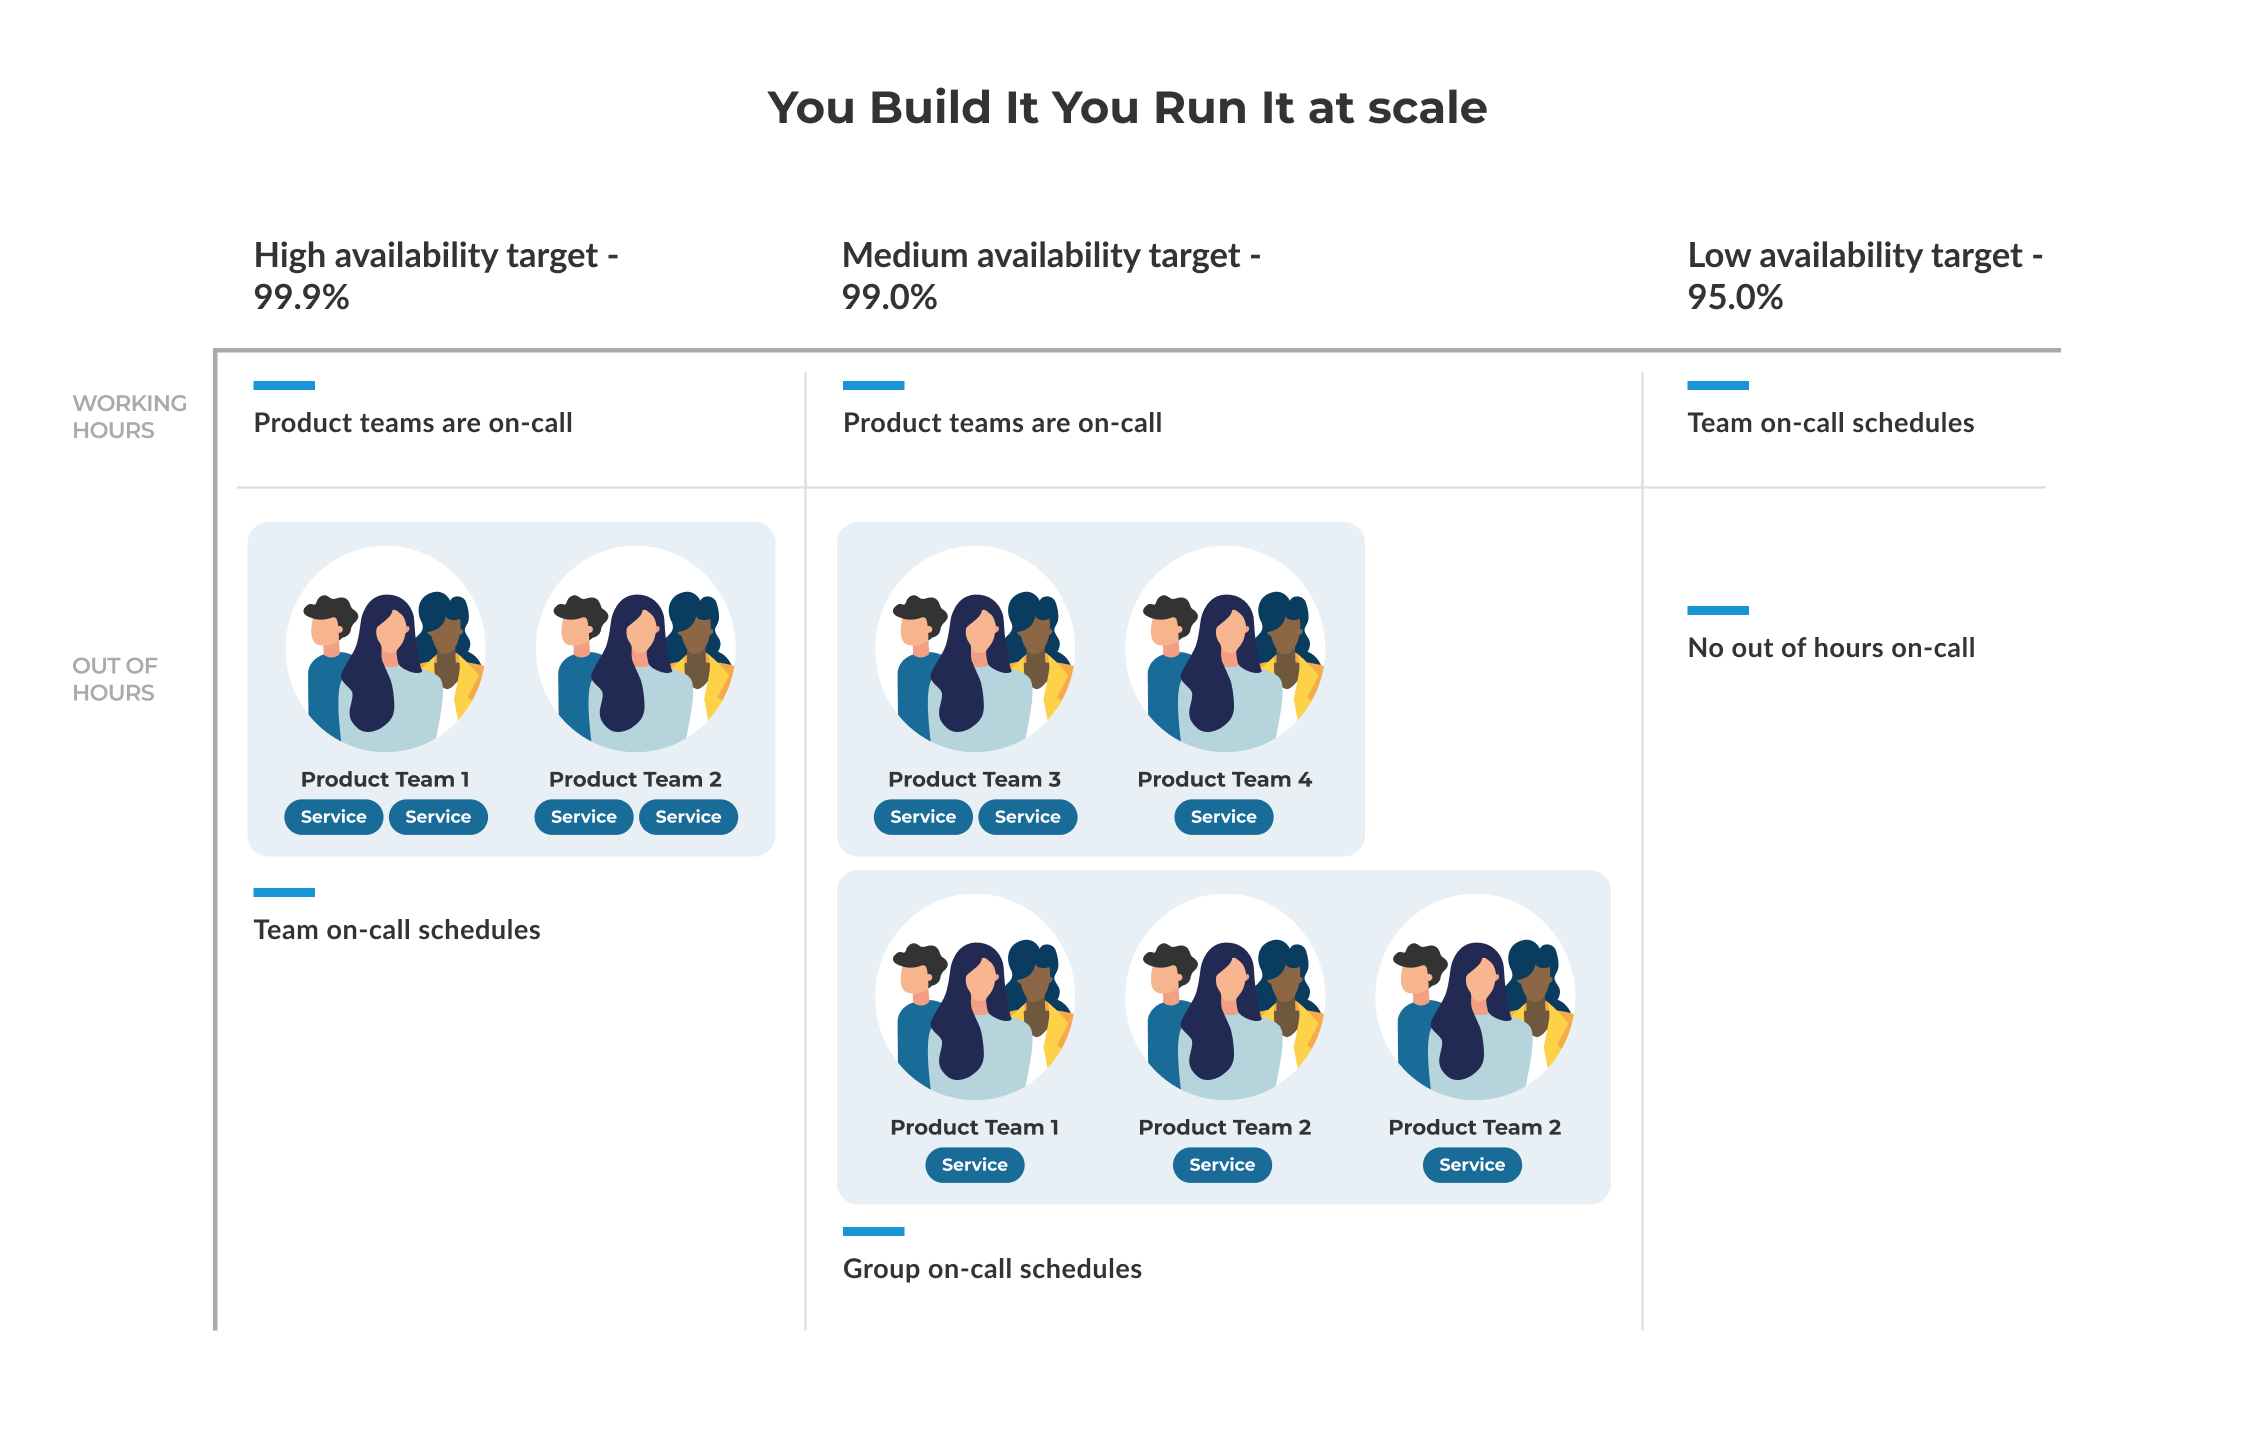 You Build It You Run It at scale
High availability target -
99.9%
Medium availability target -
99.0%
Low availability target -
95.0%
WORKING
HOURS
Product teams are on-call
Product teams are on-call
Team on-call schedules
OUT OF
HOURS
Product Team 1
Service Service
Product Team 2
Service Service
Team on-call schedules
Product Team 3
Service Service
Product Team 4
Service
Product Team 1
Service
Product Team 2
Service
Product Team 2
Service
Group on-call schedules
No out of hours on-call